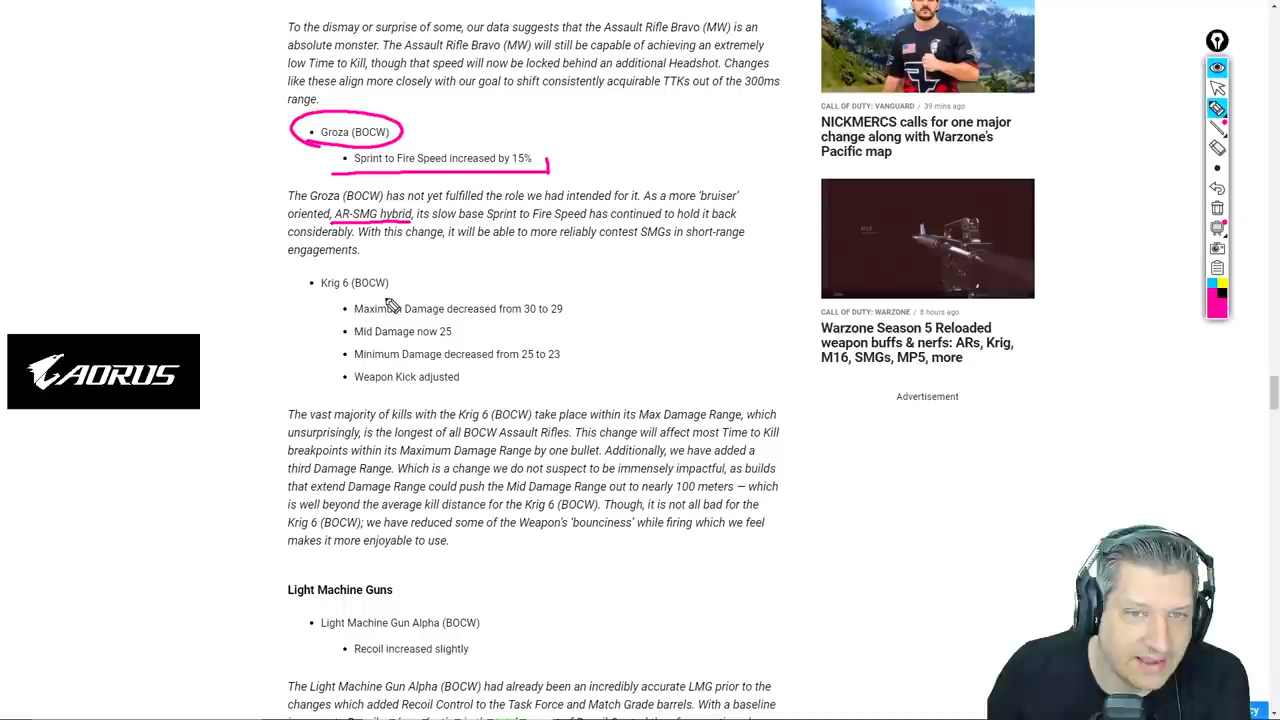 To the dismay or surprise of some, our data suggests that the Assault Rifle Bravo (MW) is an
absolute monster. The Assault Rifle Bravo (MW) will still be capable of achieving an extremely
low Time to Kill, though that speed will now be locked behind an additional Headshot. Changes
like these align more closely with our goal to shift consistently acquirable TTKs out of the 300ms
range.
• Groza (BOCW)
• Sprint to Fire Speed increased by 15%
The Groza (BOCW) has not yet fulfilled the role we had intended for it. As a more ‘bruiser’
oriented, AR-SMG hybrid, its slow base Sprint to Fire Speed has continued to hold it back
considerably. With this change, it will be able to more reliably contest SMGs in short-range
engagements.
• Krig 6 (BOCW)
• Maximum Damage decreased from 30 to 29
• Mid Damage now 25
• Minimum Damage decreased from 25 to 23
• Weapon Kick adjusted
The vast majority of kills with the Krig 6 (BOCW) take place within its Max Damage Range, which
unsurprisingly, is the longest of all BOCW Assault Rifles. This change will affect most Time to Kill
breakpoints within its Maximum Damage Range by one bullet. Additionally, we have added a
third Damage Range. Which is a change we do not suspect to be immensely impactful, as builds
that extend Damage Range could push the Mid Damage Range out to nearly 100 meters — which
is well beyond the average kill distance for the Krig 6 (BOCW). Though, it is not all bad for the
Krig 6 (BOCW); we have reduced some of the Weapon’s ‘bounciness’ while firing which we feel
makes it more enjoyable to use.
Light Machine Guns
• Light Machine Gun Alpha (BOCW)
• Recoil increased slightly
The Light Machine Gun Alpha (BOCW) had already been an incredibly accurate LMG prior to the
changes which added Recoil Control to the Task Force and Match Grade barrels. With a baseline
CALL OF DUTY: VANGUARD / 39 mins ago
NICKMERCS calls for one major
change along with Warzone’s
Pacific map
CALL OF DUTY: WARZONE / 8 hours ago
Warzone Season 5 Reloaded
weapon buffs & nerfs: ARs, Krig,
M16, SMGs, MP5, more
Advertisement
AORUS